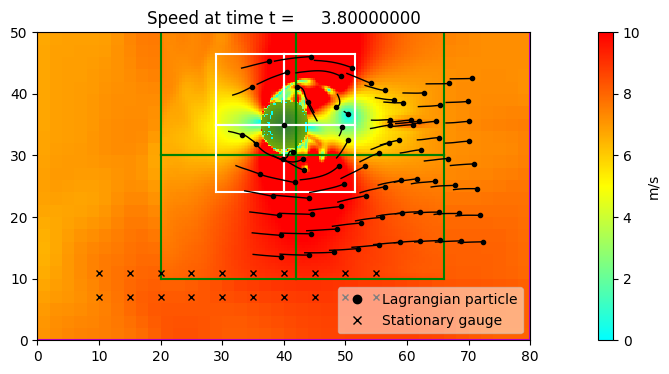 Speed at time t = 3.80000000
50
40
30
20
10
0
0 10 20 30 40 50 60 70 80
Lagrangian particle
Stationary gauge
10
8
6
4
2
0
m/s